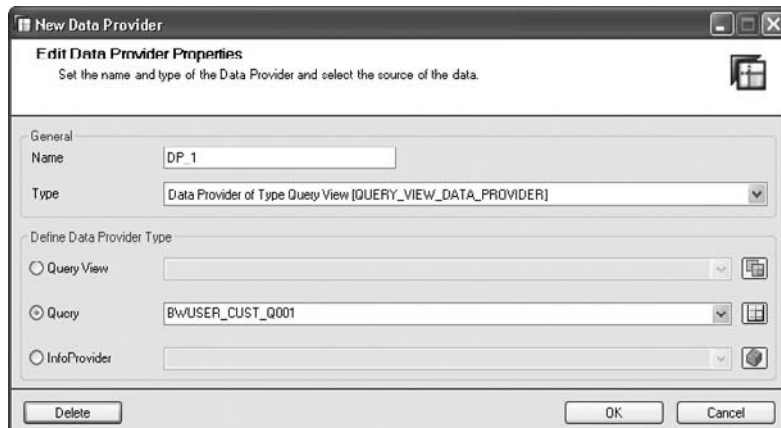 New Data Provider
Edit Data Provider Properties
Set the name and type of the Data Provider and select the source of the data.
General
Name DP_1
Type Data Provider of Type Query View [QUERY_VIEW_DATA_PROVIDER]
Define Data Provider Type
Query View
Query BWUSER_CUST_Q001
InfoProvider
Delete OK Cancel